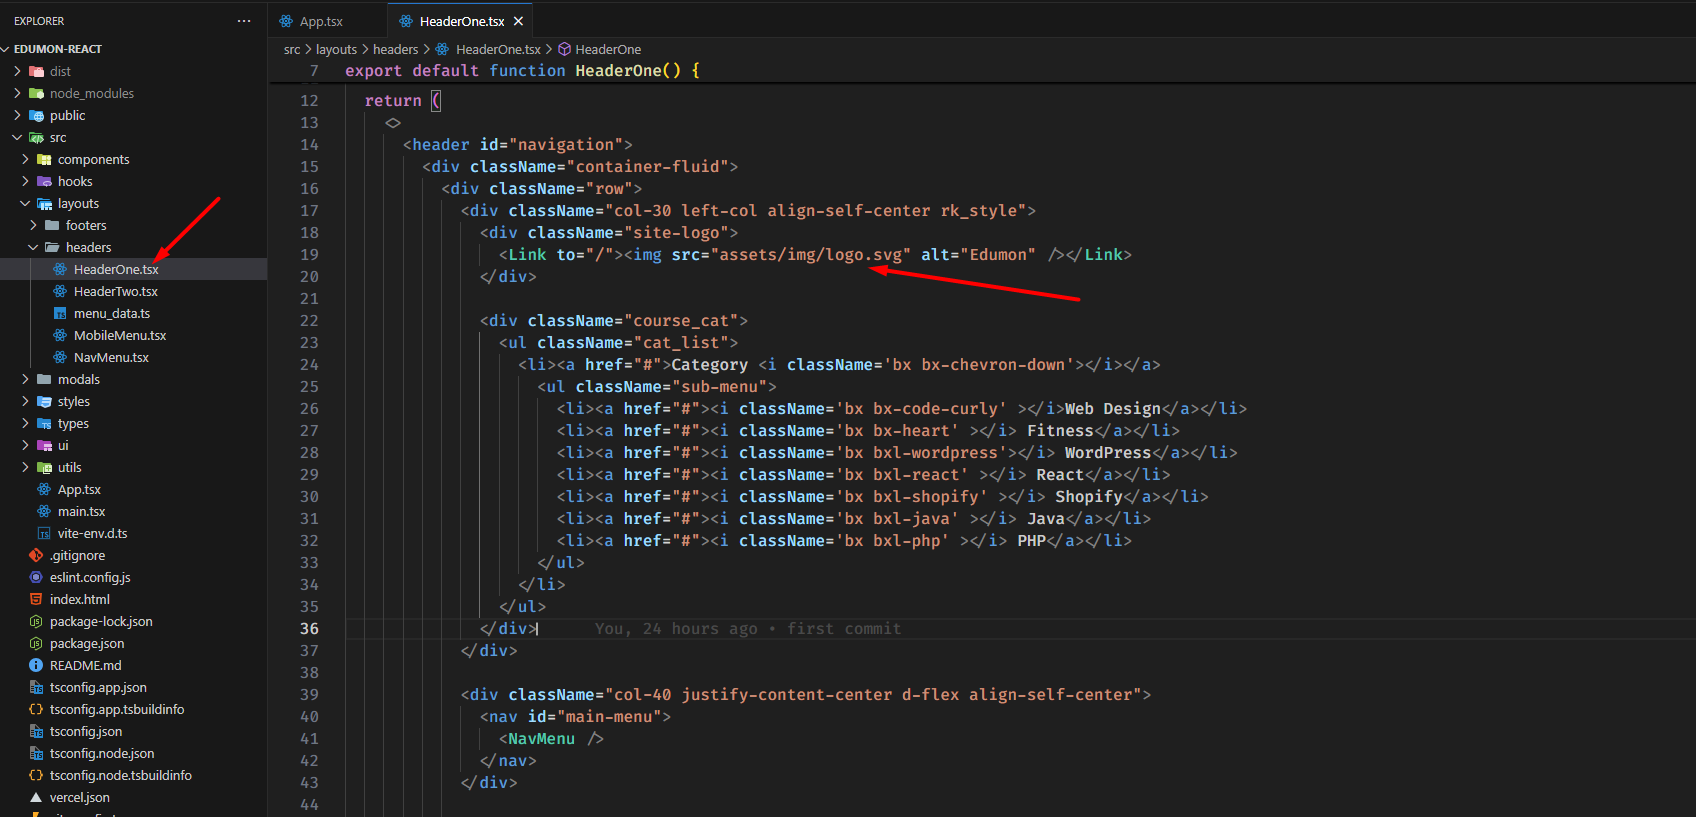 EXPLORER
EDUMON-REACT
dist
node_modules
public
src
components
hooks
layouts
footers
headers
HeaderOne.tsx
HeaderTwo.tsx
menu_data.ts
MobileMenu.tsx
NavMenu.tsx
modals
styles
types
ui
utils
App.tsx
main.tsx
vite-env.d.ts
.gitignore
eslint.config.js
index.html
package-lock.json
package.json
README.md
tsconfig.app.json
tsconfig.app.tsbuildinfo
tsconfig.json
tsconfig.node.json
tsconfig.node.tsbuildinfo
vercel.json
App.tsx HeaderOne.tsx
src > layouts > headers > HeaderOne.tsx > HeaderOne
7 export default function HeaderOne() {
12 return (
13 <>
14 <header id="navigation">
15 <div className="container-fluid">
16 <div className="row">
17 <div className="col-30 left-col align-self-center rk_style">
18 <div className="site-logo">
19 <Link to="/"><img src="assets/img/logo.svg" alt="Edumon" /></Link>
20 </div>
21
22 <div className="course_cat">
23 <ul className="cat_list">
24 <li><a href="#">Category <i className='bx bx-chevron-down'></i></a>
25 <ul className="sub-menu">
26 <li><a href="#"><i className='bx bx-code-curly' ></i>Web Design</a></li>
27 <li><a href="#"><i className='bx bx-heart' ></i> Fitness</a></li>
28 <li><a href="#"><i className='bx bxl-wordpress'></i> WordPress</a></li>
29 <li><a href="#"><i className='bx bxl-react' ></i> React</a></li>
30 <li><a href="#"><i className='bx bxl-shopify' ></i> Shopify</a></li>
31 <li><a href="#"><i className='bx bxl-java' ></i> Java</a></li>
32 <li><a href="#"><i className='bx bxl-php' ></i> PHP</a></li>
33 </ul>
34 </li>
35 </ul>
36 </div> You, 24 hours ago • first commit
37 </div>
38
39 <div className="col-40 justify-content-center d-flex align-self-center">
40 <nav id="main-menu">
41 <NavMenu />
42 </nav>
43 </div>
44